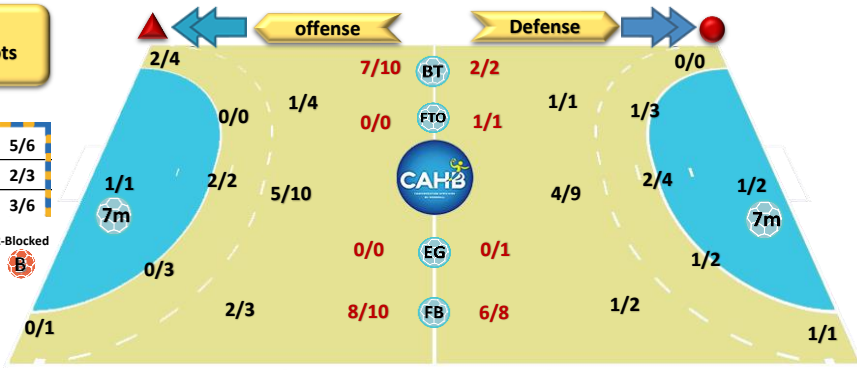 offense
Defense
ots
2/4
7/10
BT
2/2
0/0
0/0
1/4
0/0
FTO
1/1
1/1
1/3
5/6
2/3
3/6
1/1
7m
2/2
5/10
CAHB
4/9
2/4
1/2
7m
-Blocked
B
0/3
0/0
EG
0/1
1/2
0/1
2/3
8/10
FB
6/8
1/2
1/1